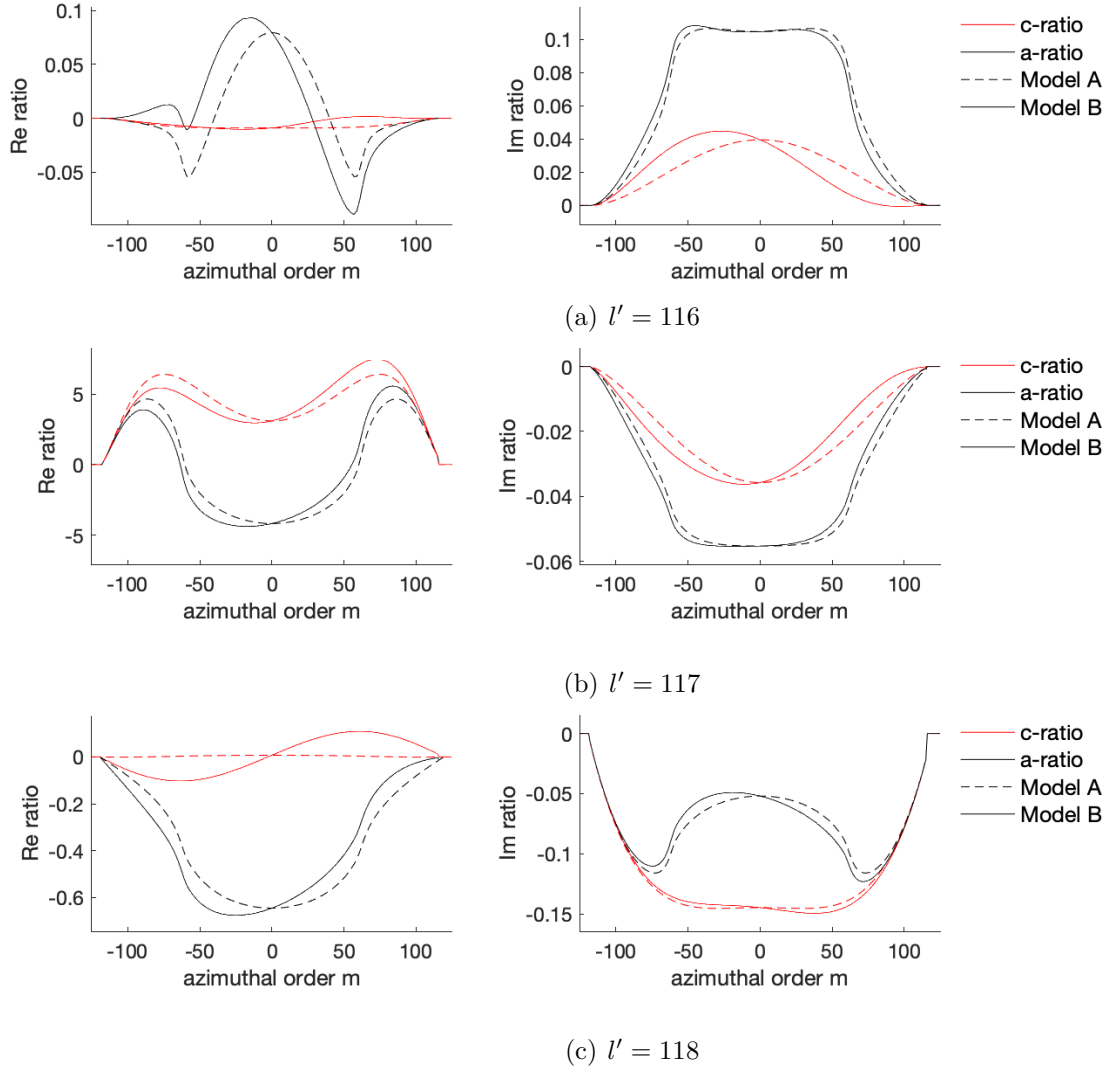 0.1
0.05
0
-0.05
Re ratio
-100 -50 0 50 100
azimuthal order m
0.1
0.08
0.06
0.04
0.02
0
Im ratio
-100 -50 0 50 100
azimuthal order m
c-ratio
a-ratio
Model A
Model B
(a) l' = 116
5
0
-5
Re ratio
-100 -50 0 50 100
azimuthal order m
0
-0.02
-0.04
-0.06
Im ratio
-100 -50 0 50 100
azimuthal order m
c-ratio
a-ratio
Model A
Model B
(b) l' = 117
0
-0.2
-0.4
-0.6
Re ratio
-100 -50 0 50 100
azimuthal order m
0
-0.05
-0.1
-0.15
Im ratio
-100 -50 0 50 100
azimuthal order m
c-ratio
a-ratio
Model A
Model B
(c) l' = 118